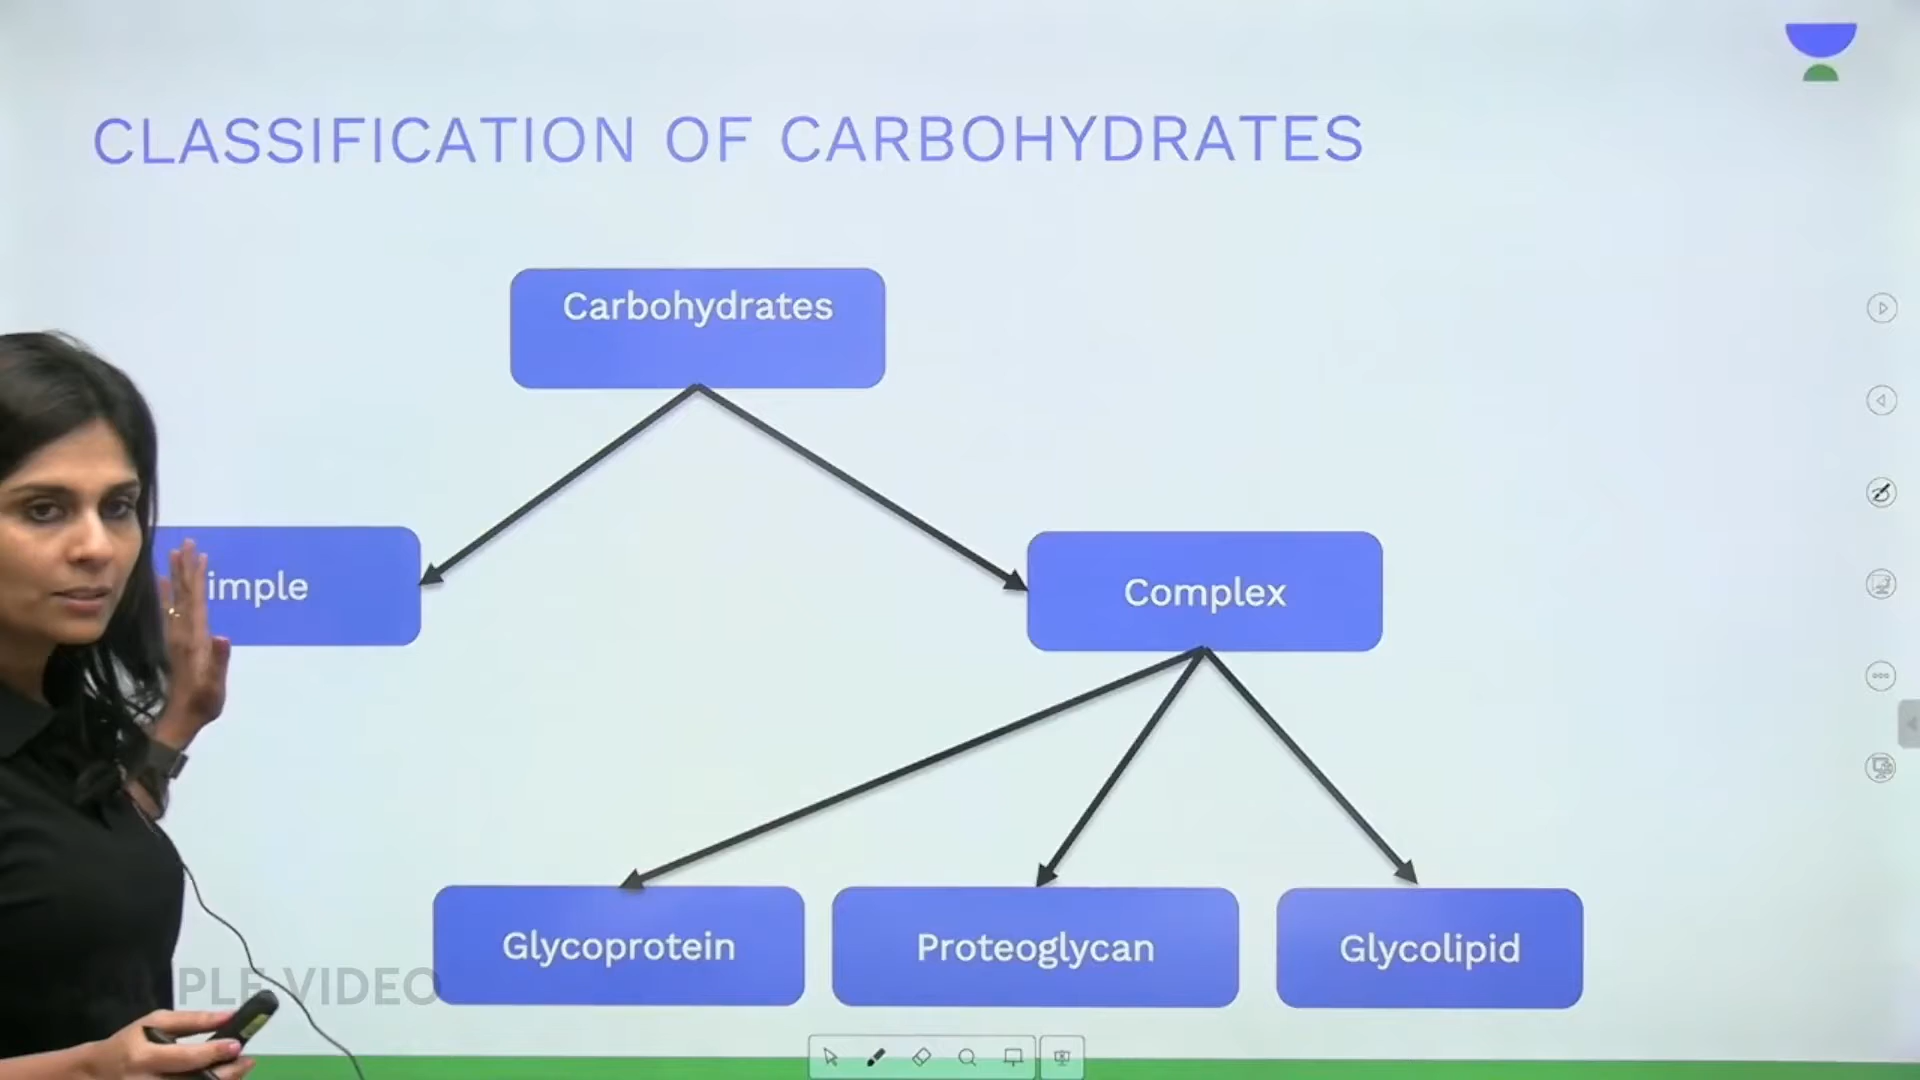 CLASSIFICATION OF CARBOHYDRATES
Carbohydrates
imple
Complex
Glycoprotein
Proteoglycan
Glycolipid
PLE VIDEO